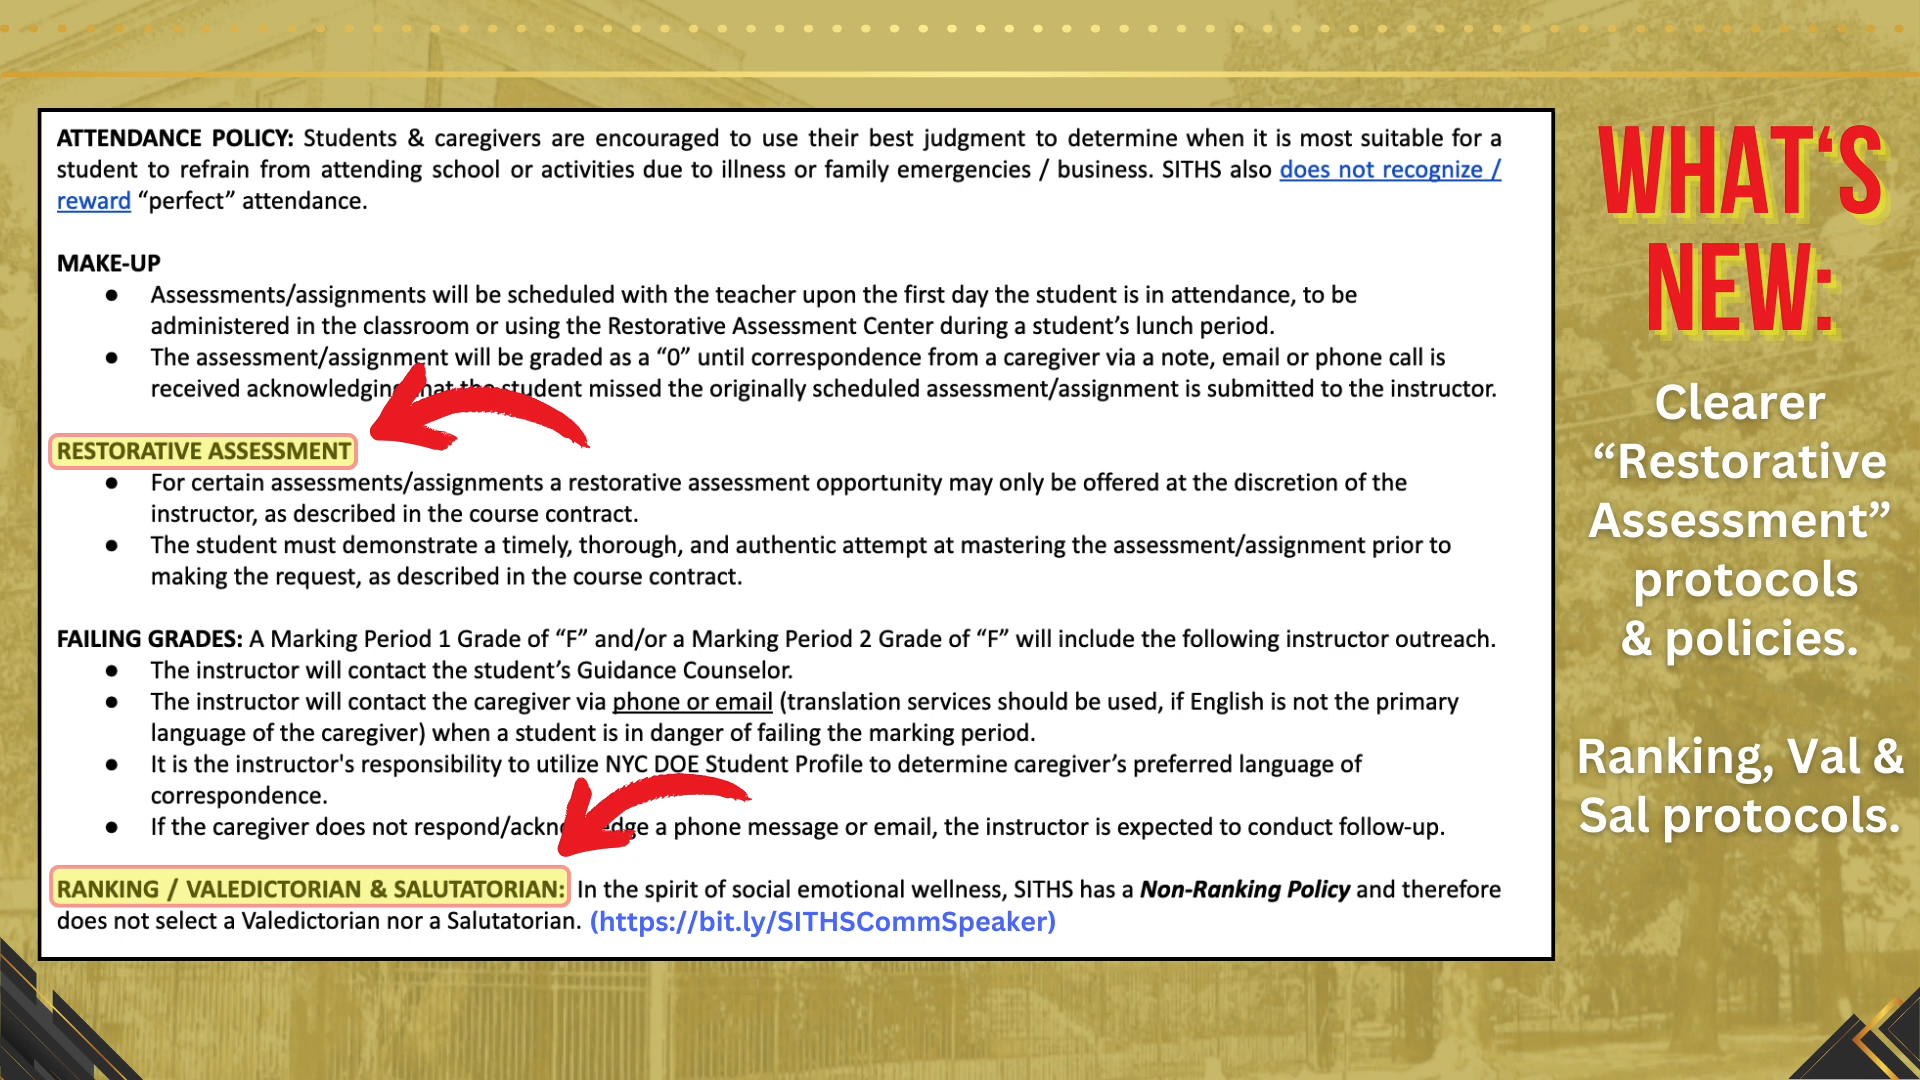 ATTENDANCE POLICY: Students & caregivers are encouraged to use their best judgment to determine when it is most suitable for a
student to refrain from attending school or activities due to illness or family emergencies / business. SITHS also does not recognize /
reward “perfect” attendance.
MAKE-UP
● Assessments/assignments will be scheduled with the teacher upon the first day the student is in attendance, to be
administered in the classroom or using the Restorative Assessment Center during a student’s lunch period.
● The assessment/assignment will be graded as a “0” until correspondence from a caregiver via a note, email or phone call is
received acknowledging that the student missed the originally scheduled assessment/assignment is submitted to the instructor.
RESTORATIVE ASSESSMENT
● For certain assessments/assignments a restorative assessment opportunity may only be offered at the discretion of the
instructor, as described in the course contract.
● The student must demonstrate a timely, thorough, and authentic attempt at mastering the assessment/assignment prior to
making the request, as described in the course contract.
FAILING GRADES: A Marking Period 1 Grade of “F” and/or a Marking Period 2 Grade of “F” will include the following instructor outreach.
● The instructor will contact the student’s Guidance Counselor.
● The instructor will contact the caregiver via phone or email (translation services should be used, if English is not the primary
language of the caregiver) when a student is in danger of failing the marking period.
● It is the instructor's responsibility to utilize NYC DOE Student Profile to determine caregiver’s preferred language of
correspondence.
● If the caregiver does not respond/acknowledge a phone message or email, the instructor is expected to conduct follow-up.
RANKING / VALEDICTORIAN & SALUTATORIAN: In the spirit of social emotional wellness, SITHS has a Non-Ranking Policy and therefore
does not select a Valedictorian nor a Salutatorian. (https://bit.ly/SITHSCommSpeaker)
WHAT‘S
NEW:
Clearer
“Restorative
Assessment”
protocols
& policies.
Ranking, Val &
Sal protocols.